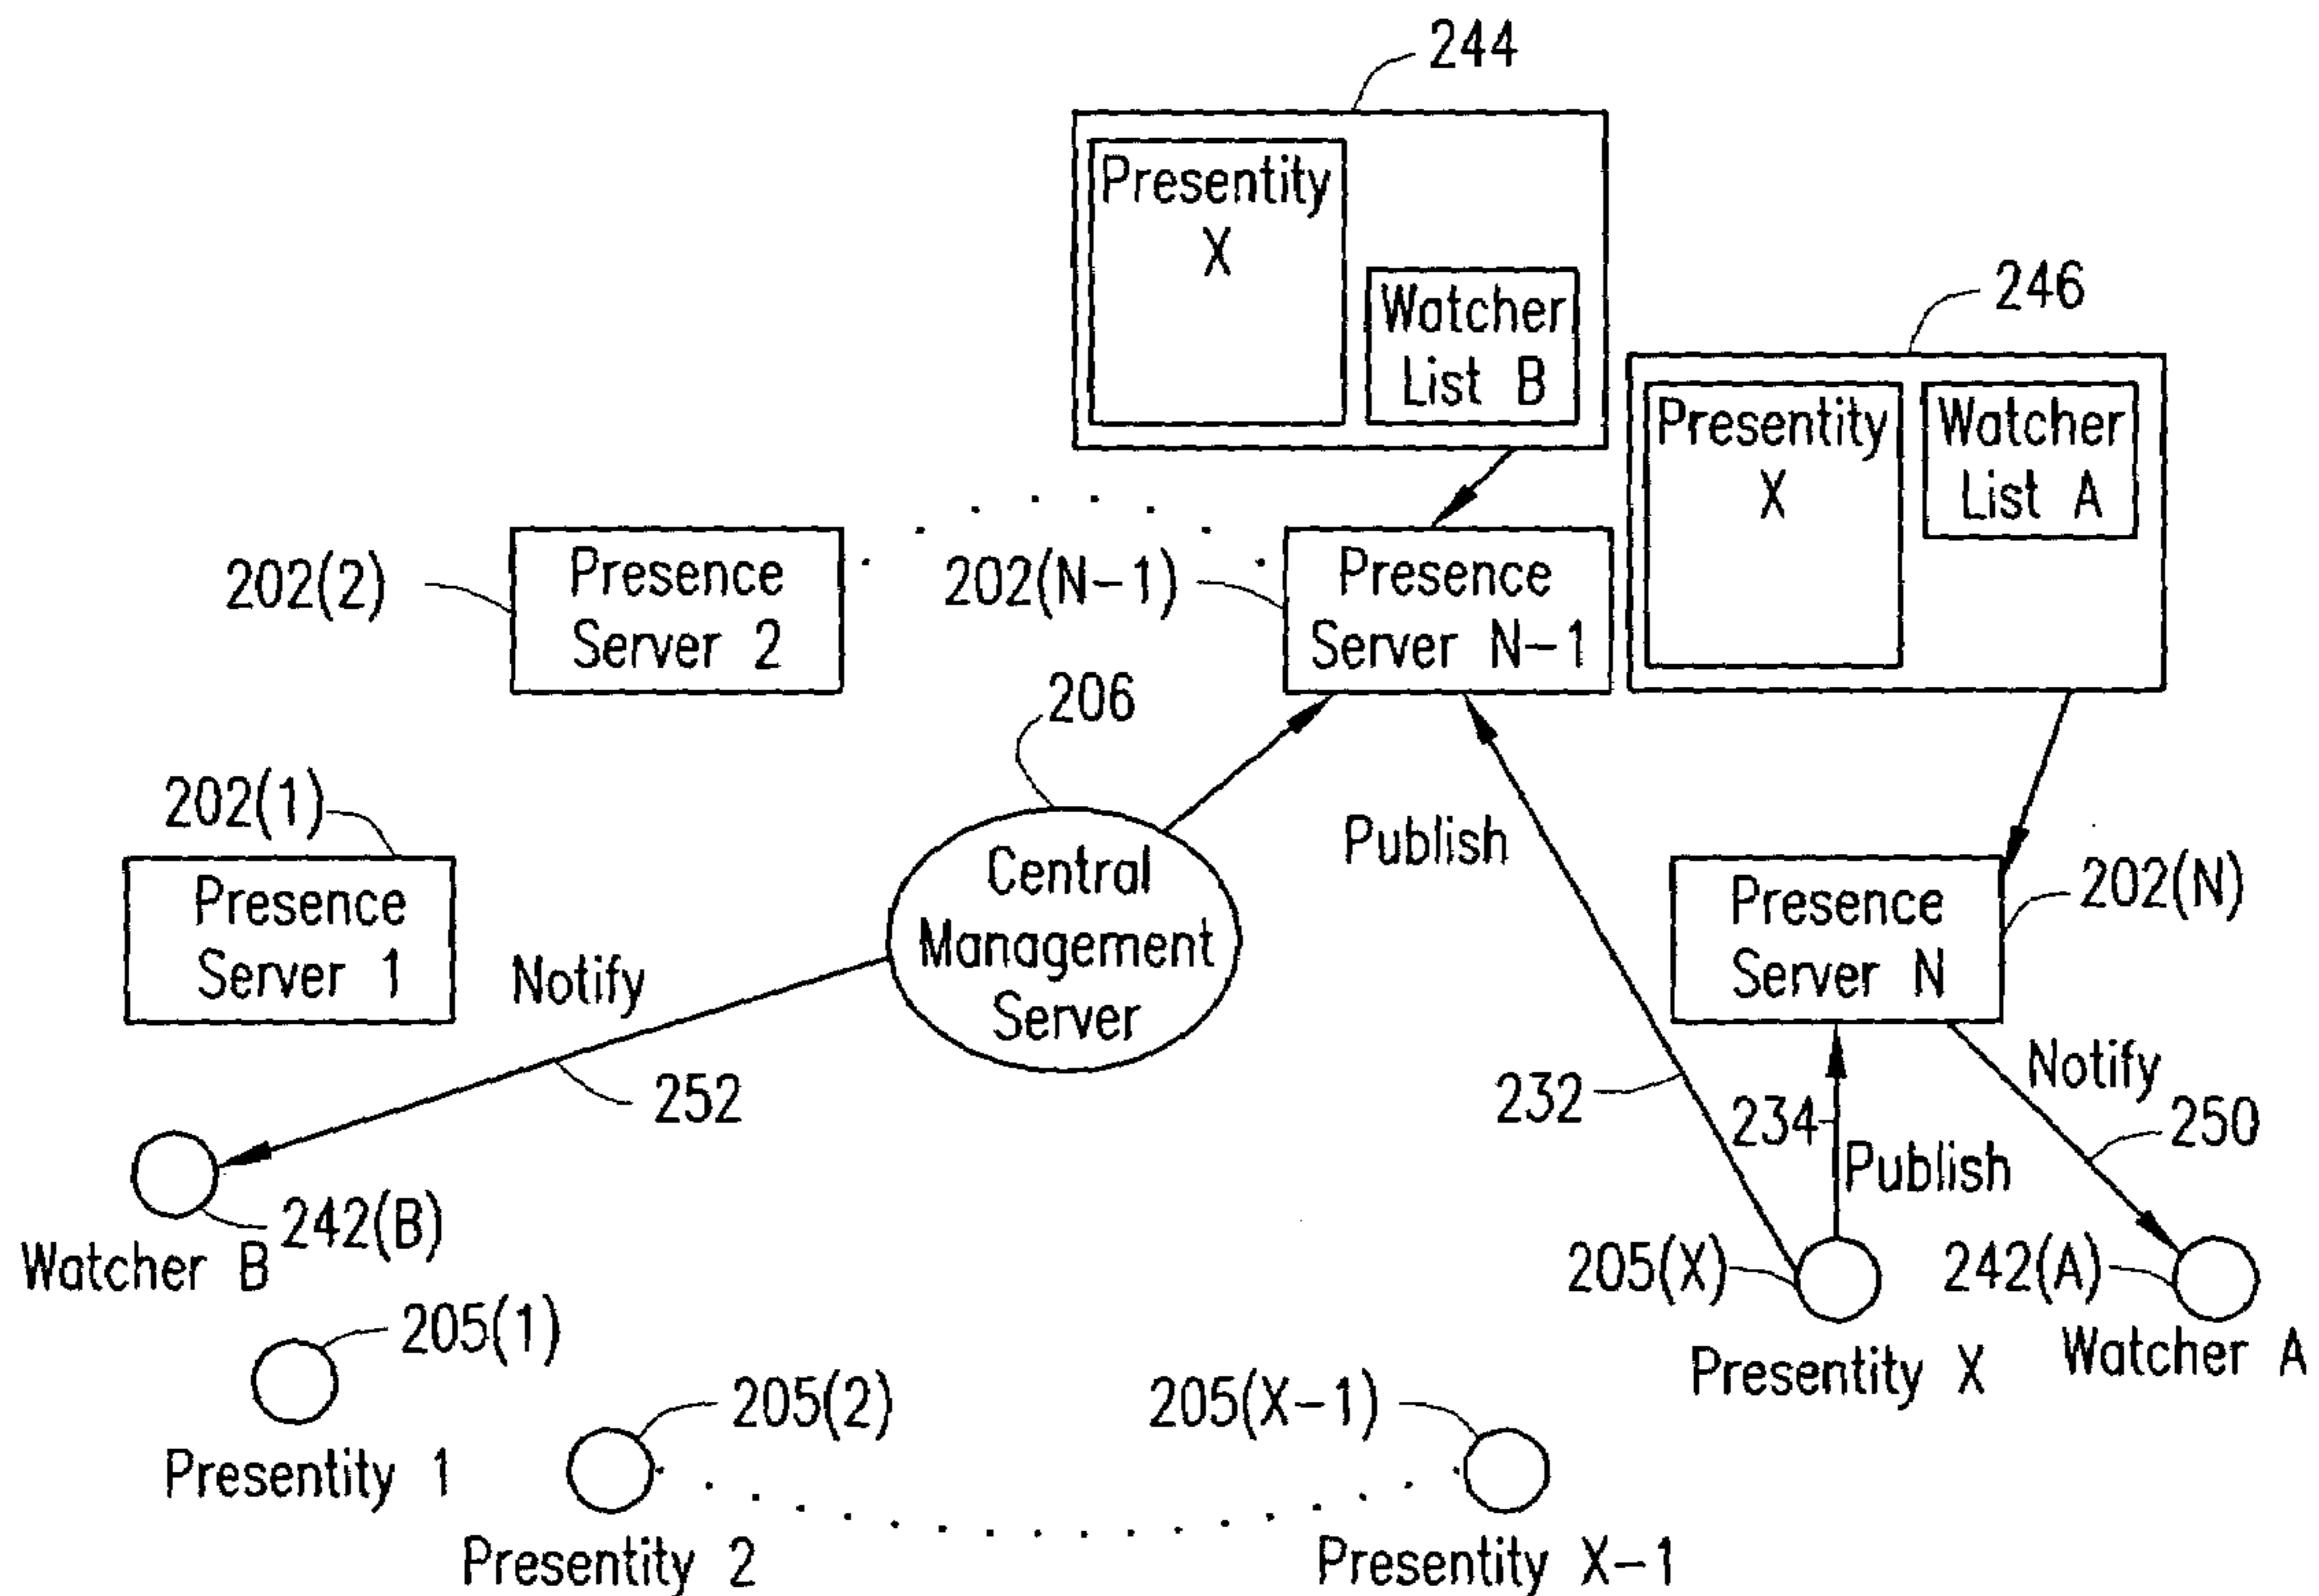 244
Presentity
X
Watcher
List B
246
Presentity
X
Watcher
List A
202(2)
Presence
Server 2
202(N-1)
Presence
Server N-1
206
202(1)
Presence
Server 1
Central
Management
Server
Publish
Presence
Server N
202(N)
Notify
252
232
234
Publish
Notify
250
242(B)
Watcher B
205(X)
Presentity X
242(A)
Watcher A
205(1)
Presentity 1
205(2)
Presentity 2
205(X-1)
Presentity X-1